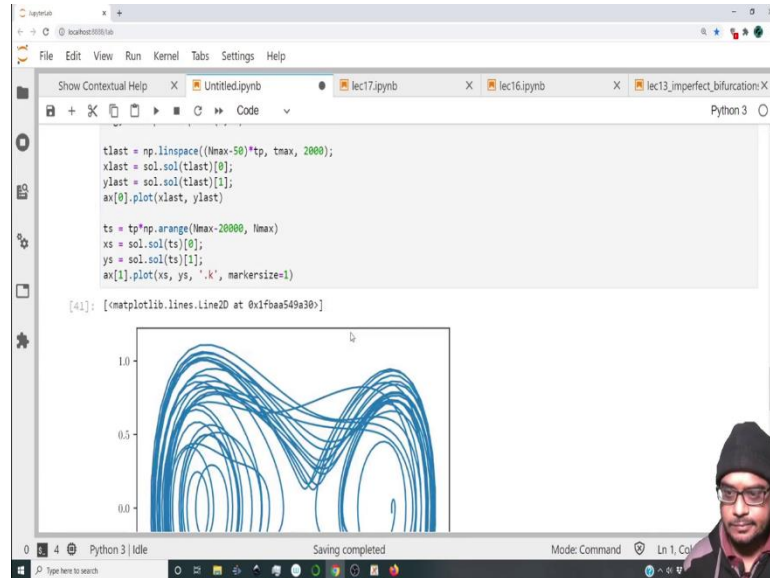 JupyterLab
localhost:8888/lab
File Edit View Run Kernel Tabs Settings Help
Show Contextual Help
Untitled.ipynb
lec17.ipynb
lec16.ipynb
lec13_imperfect_bifurcations
Code
Python 3
tlast = np.linspace((Nmax-50)*tp, tmax, 2000);
xlast = sol.sol(tlast)[0];
ylast = sol.sol(tlast)[1];
ax[0].plot(xlast, ylast)
ts = tp*np.arange(Nmax-20000, Nmax)
xs = sol.sol(ts)[0];
ys = sol.sol(ts)[1];
ax[1].plot(xs, ys, '.k', markersize=1)
[41]: [<matplotlib.lines.Line2D at 0x1fbaa549a30>]
1.0
0.5
0.0
0 4 Python 3 | Idle Saving completed Mode: Command Ln 1, Col
Type here to search